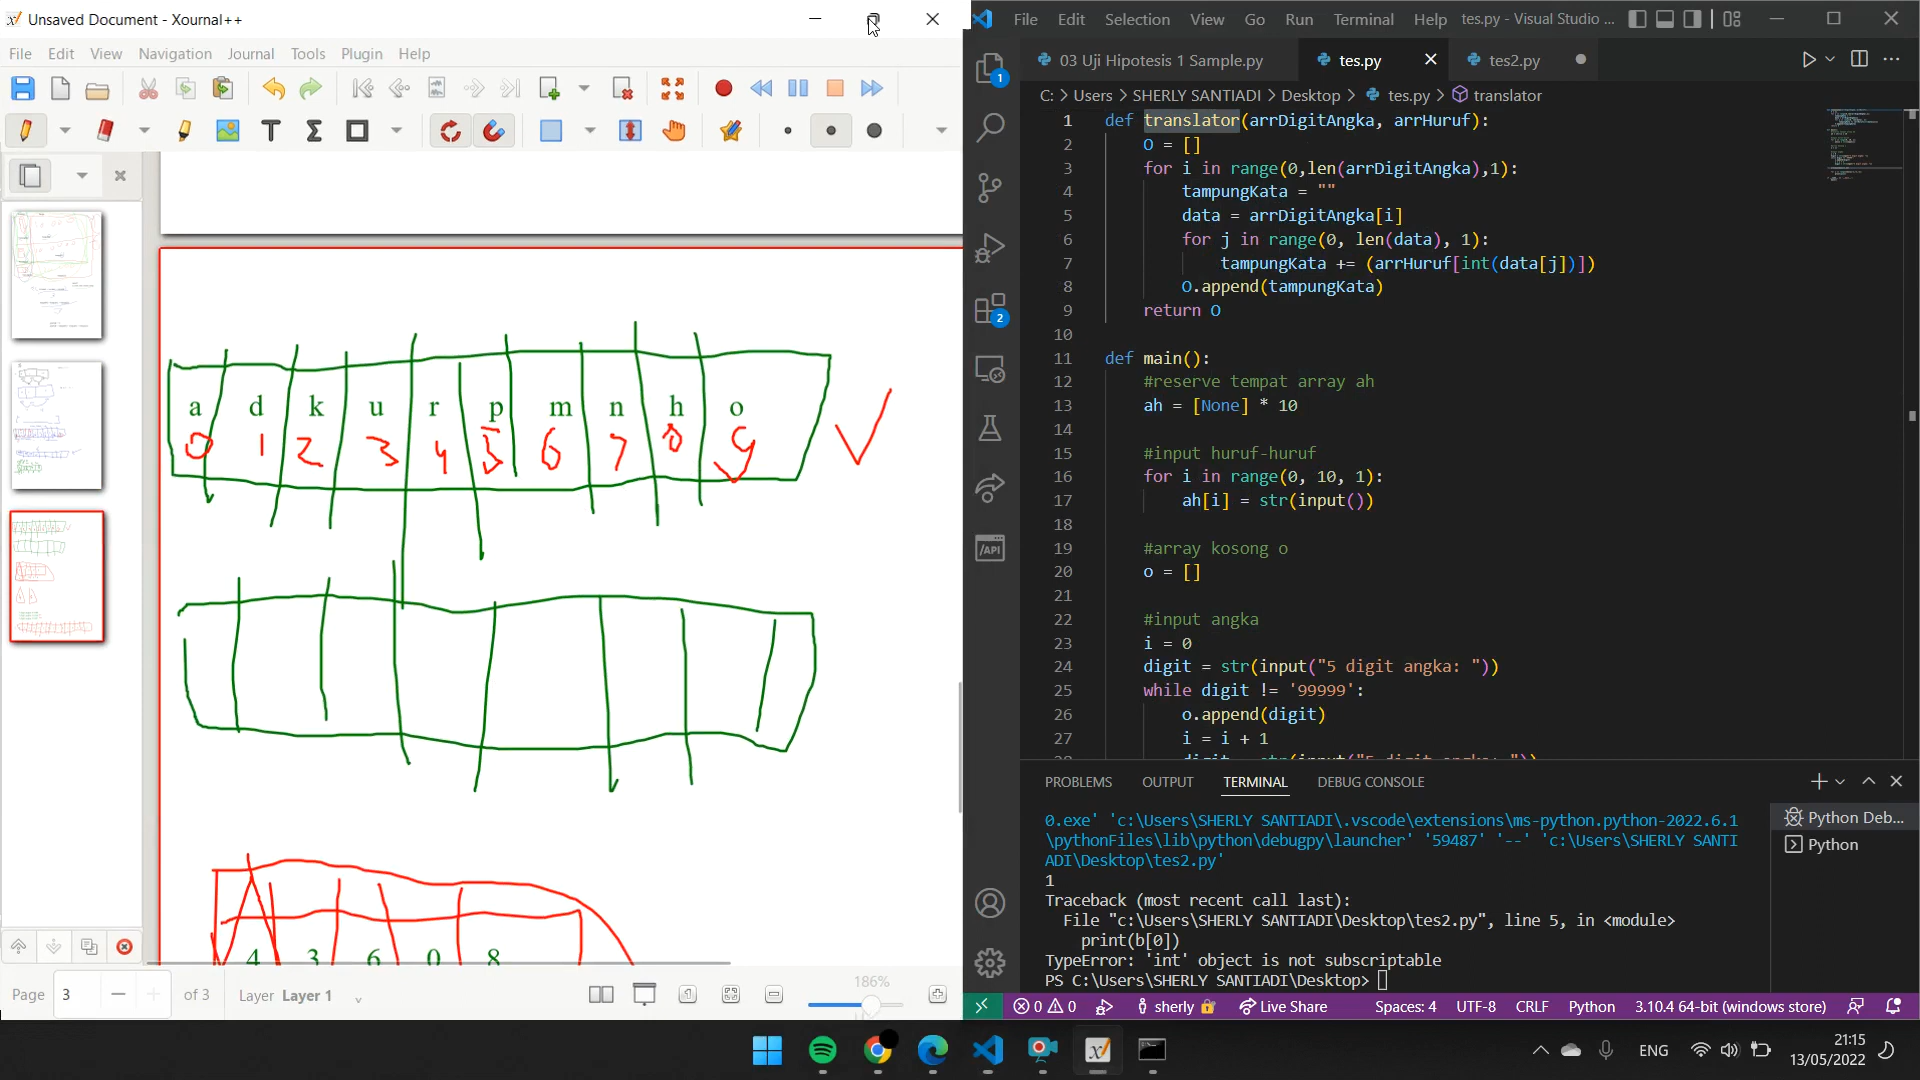 Unsaved Document - Xournal++
File Edit View Navigation Journal Tools Plugin Help
a d k u r p m n h o
0 1 2 3 4 5 6 7 8 9
4 3 6 0 8
Page 3 of 3 Layer Layer 1
186%
File Edit Selection View Go Run Terminal Help tes.py - Visual Studio ...
03 Uji Hipotesis 1 Sample.py tes.py tes2.py
C: > Users > SHERLY SANTIADI > Desktop > tes.py > translator
1 def translator(arrDigitAngka, arrHuruf):
2 O = []
3 for i in range(0,len(arrDigitAngka),1):
4 tampungKata = ""
5 data = arrDigitAngka[i]
6 for j in range(0, len(data), 1):
7 tampungKata += (arrHuruf[int(data[j])])
8 O.append(tampungKata)
9 return O
10
11 def main():
12 #reserve tempat array ah
13 ah = [None] * 10
14
15 #input huruf-huruf
16 for i in range(0, 10, 1):
17 ah[i] = str(input())
18
19 #array kosong o
20 o = []
21
22 #input angka
23 i = 0
24 digit = str(input("5 digit angka: "))
25 while digit != '99999':
26 o.append(digit)
27 i = i + 1
28 digit = str(input("5 digit angka: "))
PROBLEMS OUTPUT TERMINAL DEBUG CONSOLE
0.exe' 'c:\Users\SHERLY SANTIADI\.vscode\extensions\ms-python.python-2022.6.1
\pythonFiles\lib\python\debugpy\launcher' '59487' '--' 'c:\Users\SHERLY SANTI
ADI\Desktop\tes2.py'
1
Traceback (most recent call last):
File "c:\Users\SHERLY SANTIADI\Desktop\tes2.py", line 5, in <module>
print(b[0])
TypeError: 'int' object is not subscriptable
PS C:\Users\SHERLY SANTIADI\Desktop>
Python Deb...
Python
1
2
/API
0 0 sherly Live Share Spaces: 4 UTF-8 CRLF Python 3.10.4 64-bit (windows store)
ENG
21:15
13/05/2022